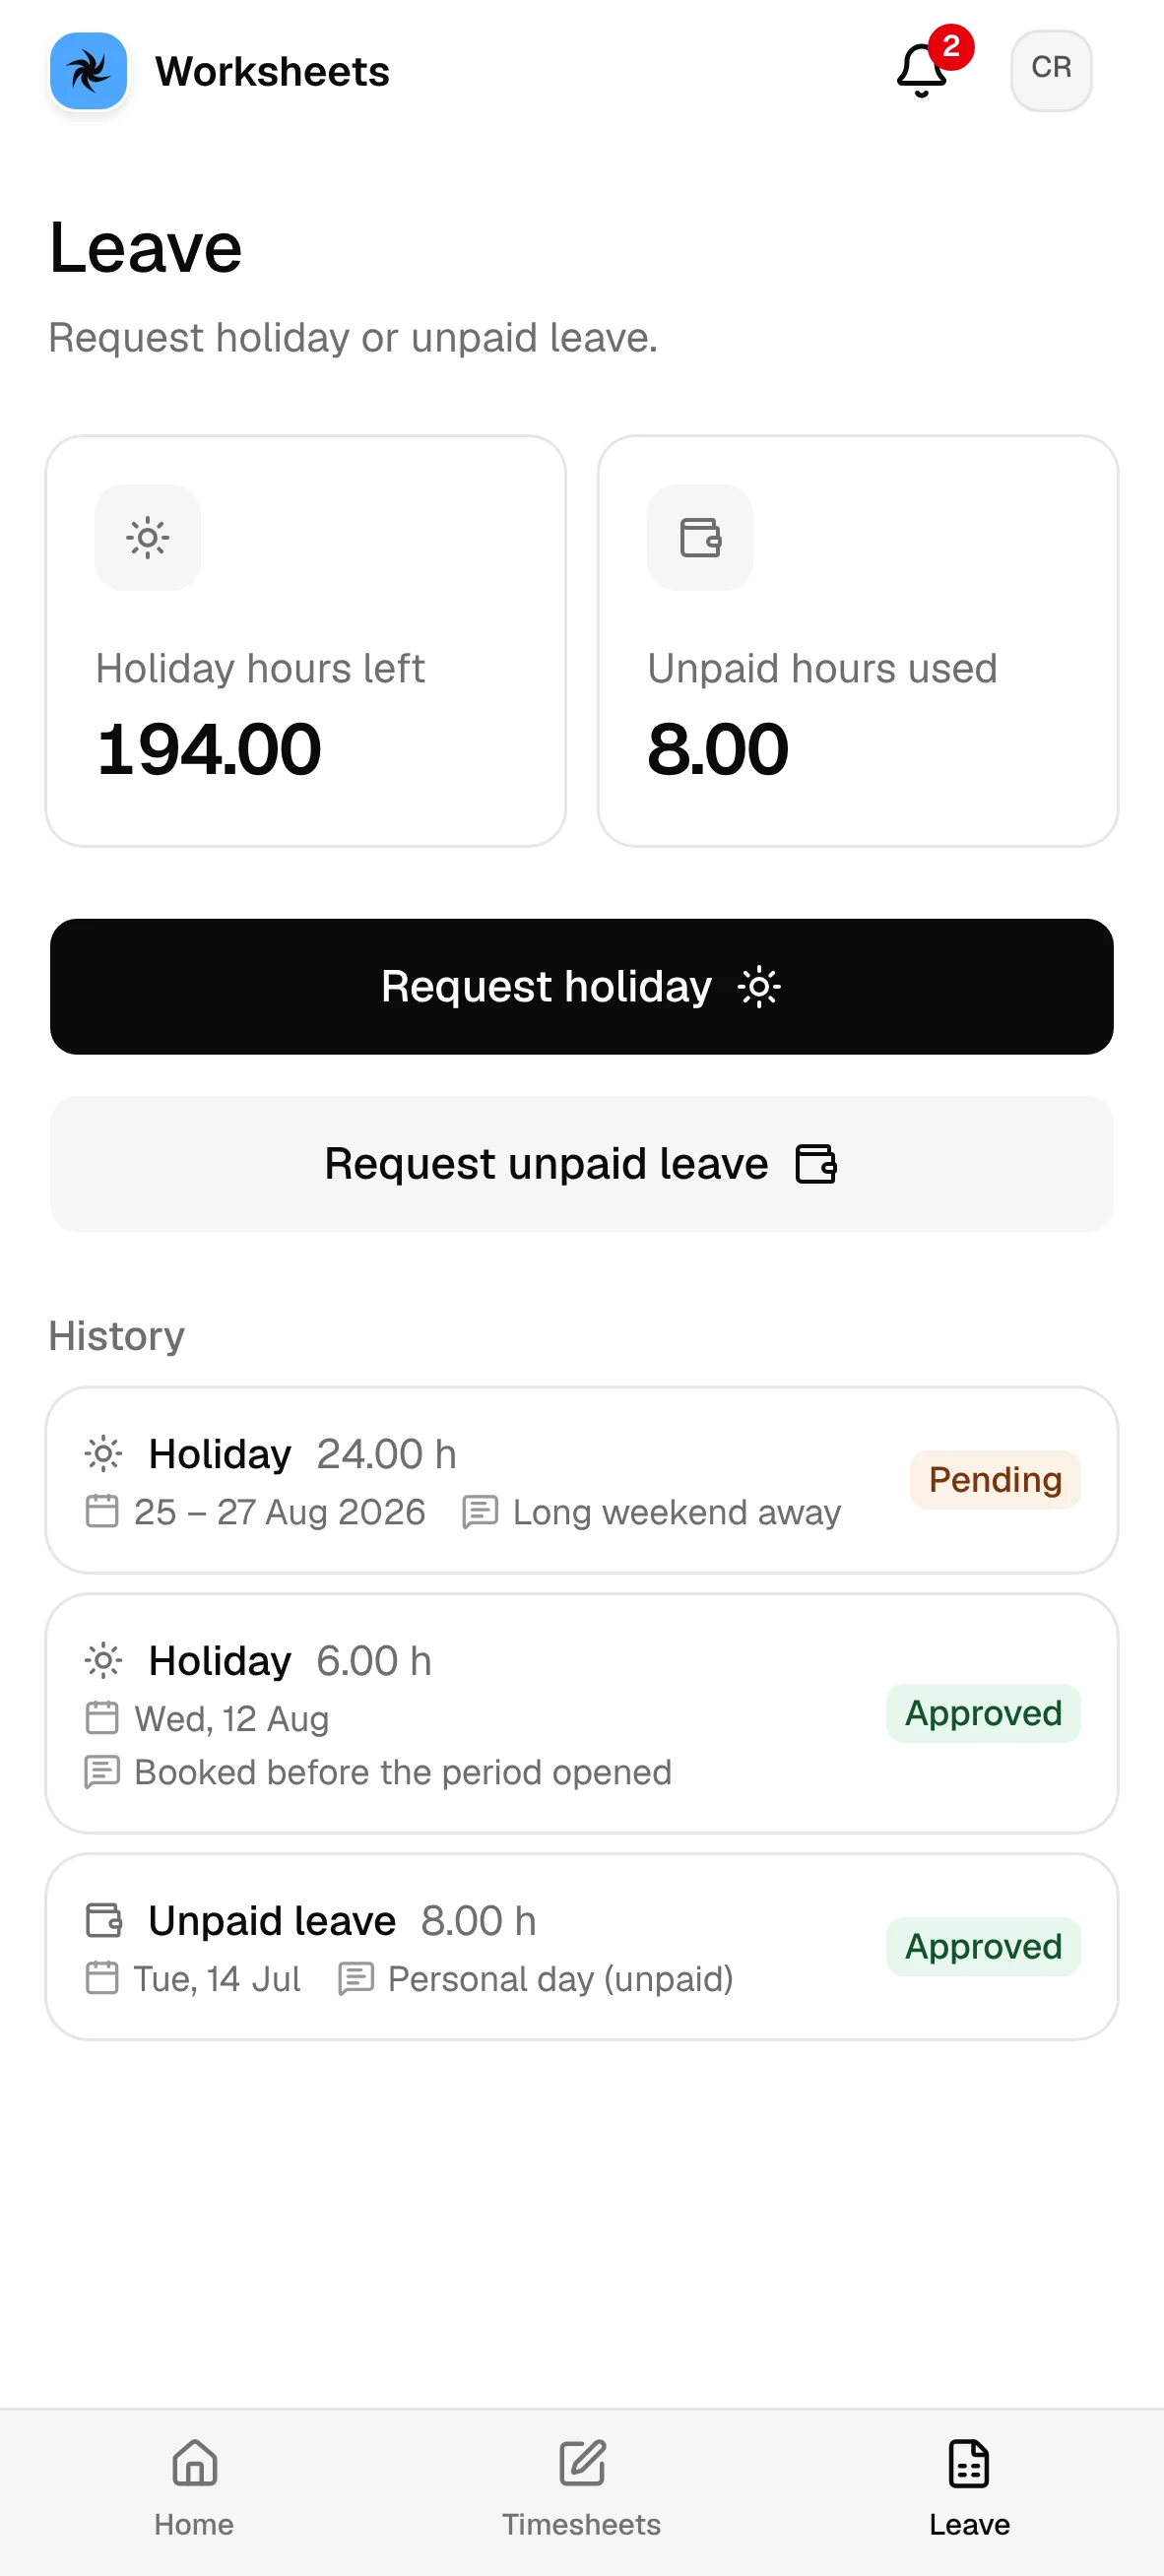 Worksheets
2
CR
Leave
Request holiday or unpaid leave.
Holiday hours left
194.00
Unpaid hours used
8.00
Request holiday
Request unpaid leave
History
Holiday 24.00 h
25 – 27 Aug 2026 Long weekend away
Pending
Holiday 6.00 h
Wed, 12 Aug
Booked before the period opened
Approved
Unpaid leave 8.00 h
Tue, 14 Jul Personal day (unpaid)
Approved
Home
Timesheets
Leave